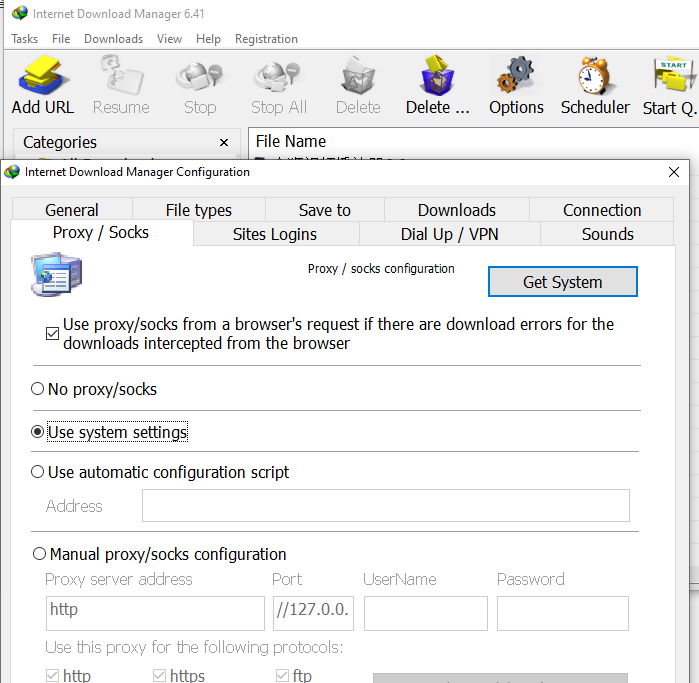 Internet Download Manager 6.41
Tasks File Downloads View Help Registration
Add URL Resume Stop Stop All Delete Delete ... Options Scheduler Start Q.
START
Categories × File Name
Internet Download Manager Configuration
General File types Save to Downloads Connection
Proxy / Socks Sites Logins Dial Up / VPN Sounds
Proxy / socks configuration
Get System
Use proxy/socks from a browser's request if there are download errors for the
downloads intercepted from the browser
No proxy/socks
Use system settings
Use automatic configuration script
Address
Manual proxy/socks configuration
Proxy server address Port UserName Password
http //127.0.0.
Use this proxy for the following protocols:
http https ftp